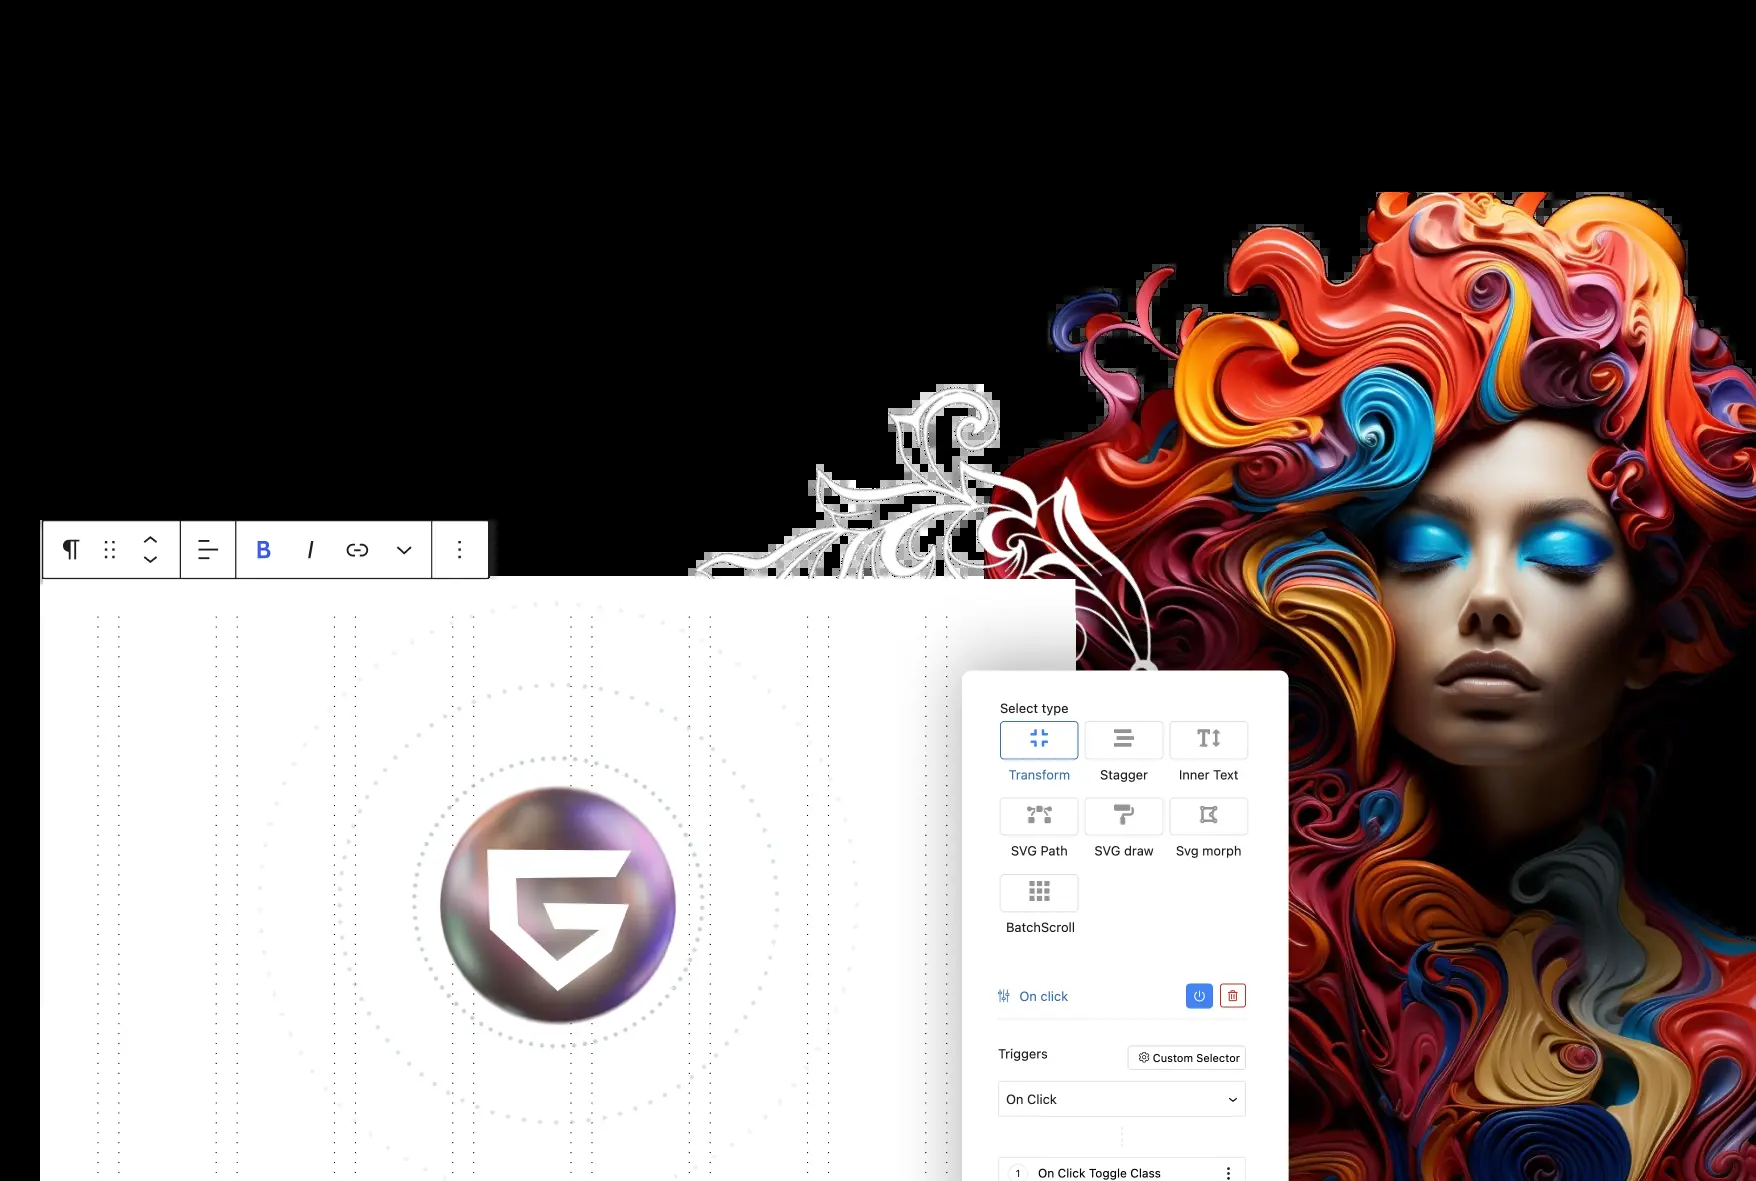 B I
Select type
Transform Stagger Inner Text
SVG Path SVG draw Svg morph
BatchScroll
On click
Triggers Custom Selector
On Click
1 On Click Toggle Class